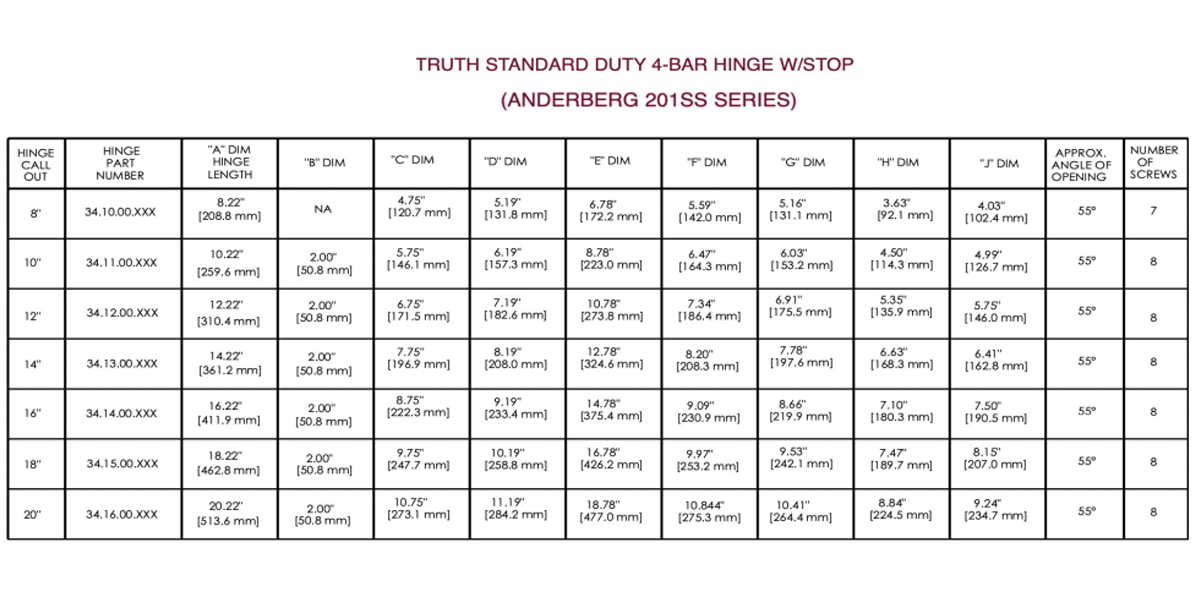 TRUTH STANDARD DUTY 4-BAR HINGE W/STOP
(ANDERBERG 201SS SERIES)
HINGE CALL OUT | HINGE PART NUMBER | "A" DIM HINGE LENGTH | "B" DIM | "C" DIM | "D" DIM | "E" DIM | "F" DIM | "G" DIM | "H" DIM | "J" DIM | APPROX. ANGLE OF OPENING | NUMBER OF SCREWS
8" | 34.10.00.XXX | 8.22" [208.8 mm] | NA | 4.75" [120.7 mm] | 5.19" [131.8 mm] | 6.78" [172.2 mm] | 5.59" [142.0 mm] | 5.16" [131.1 mm] | 3.63" [92.1 mm] | 4.03" [102.4 mm] | 55° | 7
10" | 34.11.00.XXX | 10.22" [259.6 mm] | 2.00" [50.8 mm] | 5.75" [146.1 mm] | 6.19" [157.3 mm] | 8.78" [223.0 mm] | 6.47" [164.3 mm] | 6.03" [153.2 mm] | 4.50" [114.3 mm] | 4.99" [126.7 mm] | 55° | 8
12" | 34.12.00.XXX | 12.22" [310.4 mm] | 2.00" [50.8 mm] | 6.75" [171.5 mm] | 7.19" [182.6 mm] | 10.78" [273.8 mm] | 7.34" [186.4 mm] | 6.91" [175.5 mm] | 5.35" [135.9 mm] | 5.75" [146.0 mm] | 55° | 8
14" | 34.13.00.XXX | 14.22" [361.2 mm] | 2.00" [50.8 mm] | 7.75" [196.9 mm] | 8.19" [208.0 mm] | 12.78" [324.6 mm] | 8.20" [208.3 mm] | 7.78" [197.6 mm] | 6.63" [168.3 mm] | 6.41" [162.8 mm] | 55° | 8
16" | 34.14.00.XXX | 16.22" [411.9 mm] | 2.00" [50.8 mm] | 8.75" [222.3 mm] | 9.19" [233.4 mm] | 14.78" [375.4 mm] | 9.09" [230.9 mm] | 8.66" [219.9 mm] | 7.10" [180.3 mm] | 7.50" [190.5 mm] | 55° | 8
18" | 34.15.00.XXX | 18.22" [462.8 mm] | 2.00" [50.8 mm] | 9.75" [247.7 mm] | 10.19" [258.8 mm] | 16.78" [426.2 mm] | 9.97" [253.2 mm] | 9.53" [242.1 mm] | 7.47" [189.7 mm] | 8.15" [207.0 mm] | 55° | 8
20" | 34.16.00.XXX | 20.22" [513.6 mm] | 2.00" [50.8 mm] | 10.75" [273.1 mm] | 11.19" [284.2 mm] | 18.78" [477.0 mm] | 10.844" [275.3 mm] | 10.41" [264.4 mm] | 8.84" [224.5 mm] | 9.24" [234.7 mm] | 55° | 8